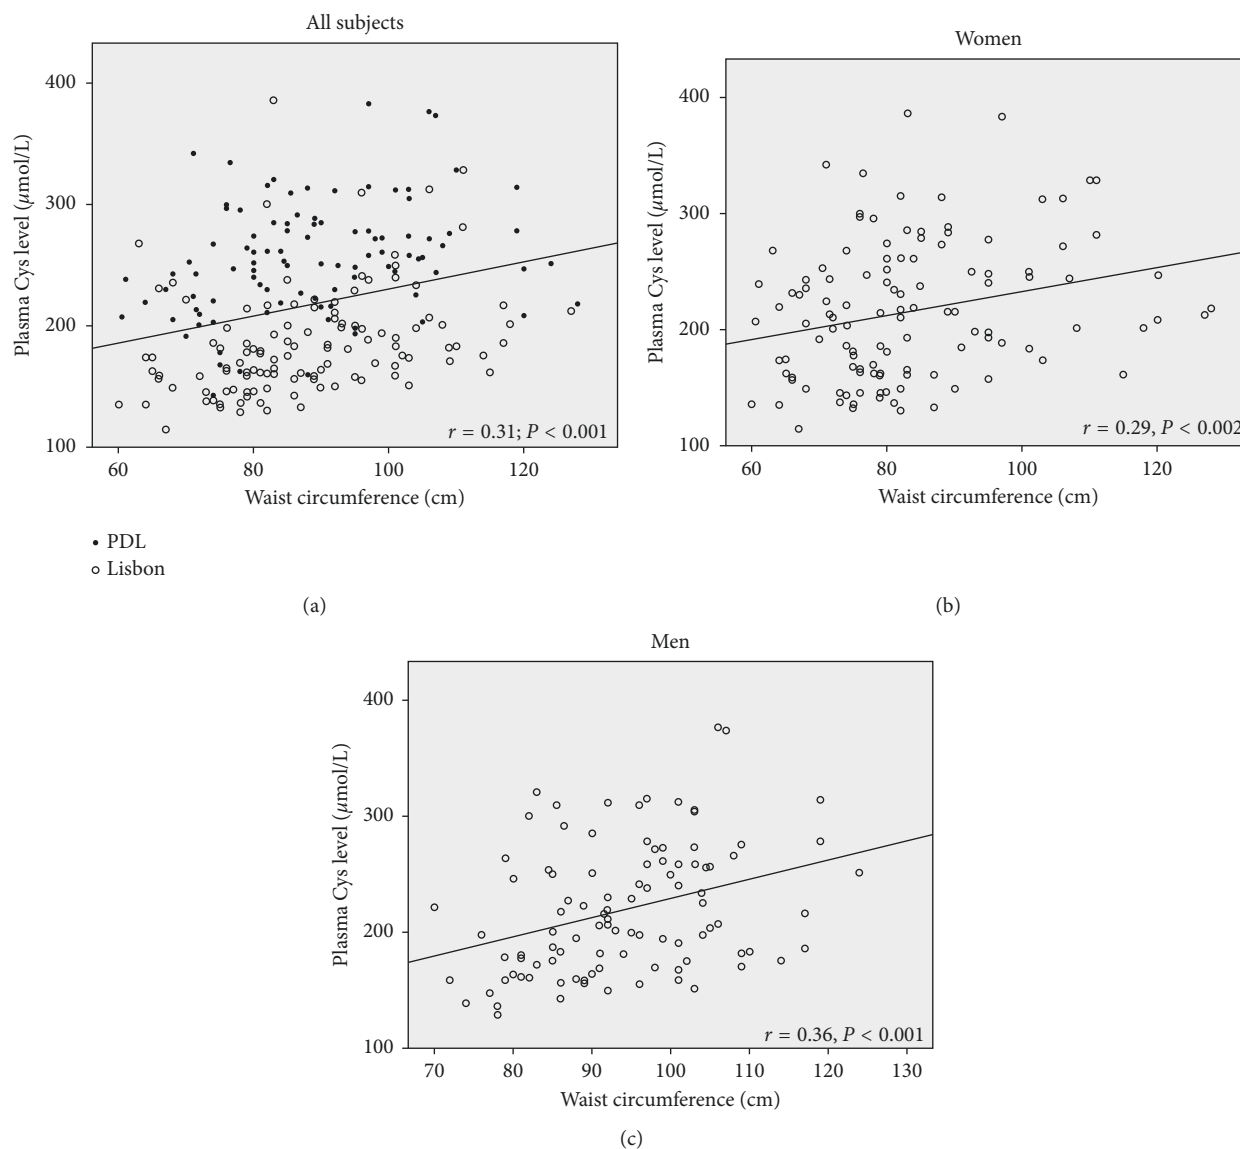 All subjects
Plasma Cys level (μmol/L)
400
300
200
100
r = 0.31; P < 0.001
60 80 100 120
Waist circumference (cm)
PDL
Lisbon
(a)
Women
Plasma Cys level (μmol/L)
400
300
200
100
r = 0.29, P < 0.002
60 80 100 120
Waist circumference (cm)
(b)
Men
Plasma Cys level (μmol/L)
400
300
200
100
r = 0.36, P < 0.001
70 80 90 100 110 120 130
Waist circumference (cm)
(c)